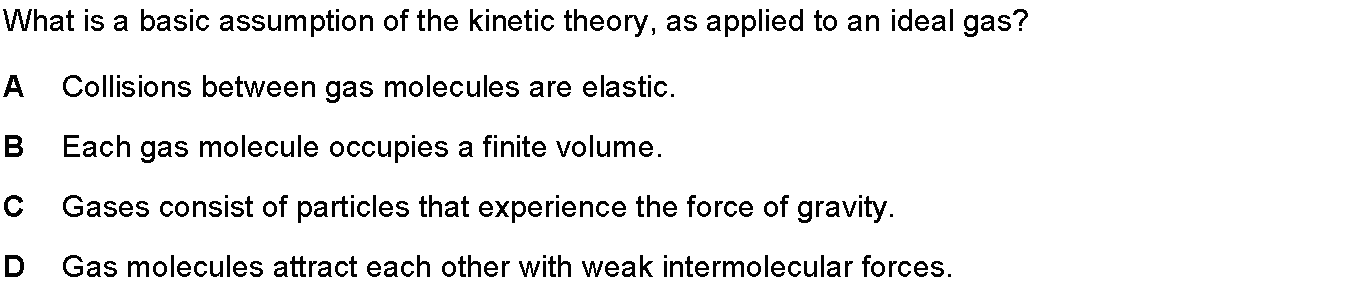 What is a basic assumption of the kinetic theory, as applied to an ideal gas?
A Collisions between gas molecules are elastic.
B Each gas molecule occupies a finite volume.
C Gases consist of particles that experience the force of gravity.
D Gas molecules attract each other with weak intermolecular forces.